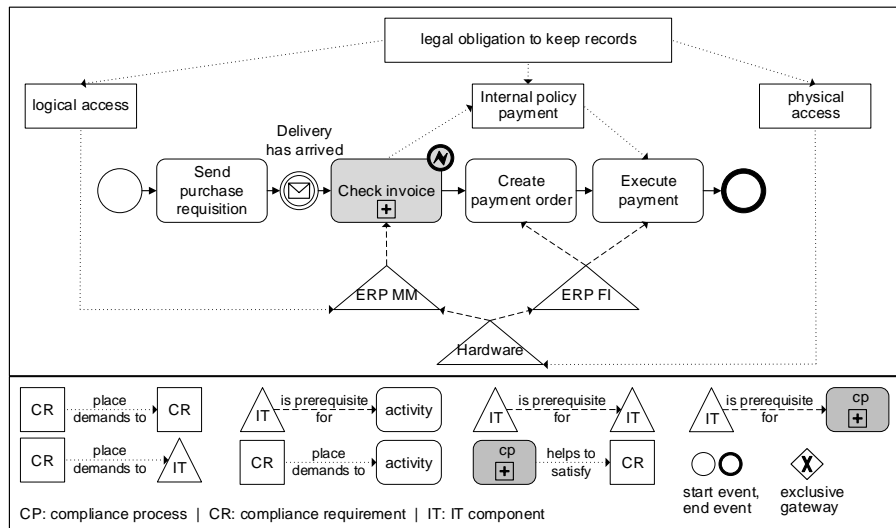 legal obligation to keep records
logical access
Internal policy
payment
physical
access
Delivery
has arrived
Send
purchase
requisition
Check invoice
Create
payment order
Execute
payment
ERP MM
ERP FI
Hardware
CR
place
demands to
CR
IT
is prerequisite
for
activity
IT
is prerequisite
for
IT
IT
is prerequisite
for
cp
CR
place
demands to
IT
CR
place
demands to
activity
cp
helps to
satisfy
CR
start event,
end event
X
exclusive
gateway
CP: compliance process | CR: compliance requirement | IT: IT component